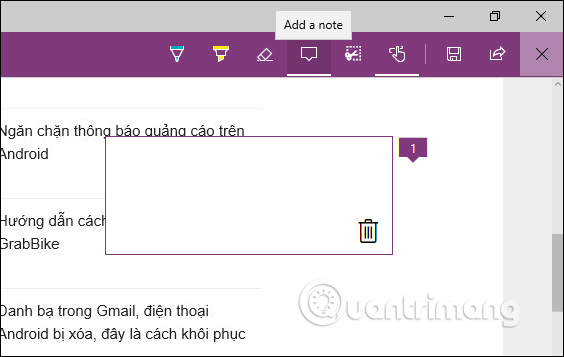 Add a note
Ngăn chặn thông báo quảng cáo trên
Android
1
Hướng dẫn cách
GrabBike
Danh bạ trong Gmail, điện thoại
Android bị xóa, đây là cách khôi phục
Quantrimang